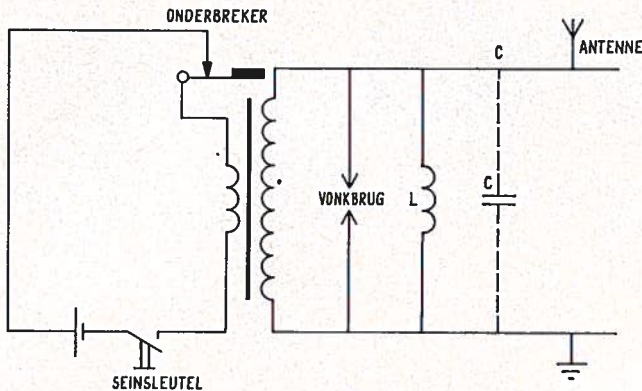 ONDERBREKER
ANTENNE
C
C
VONKBRUG
L
SEINSLEUTEL